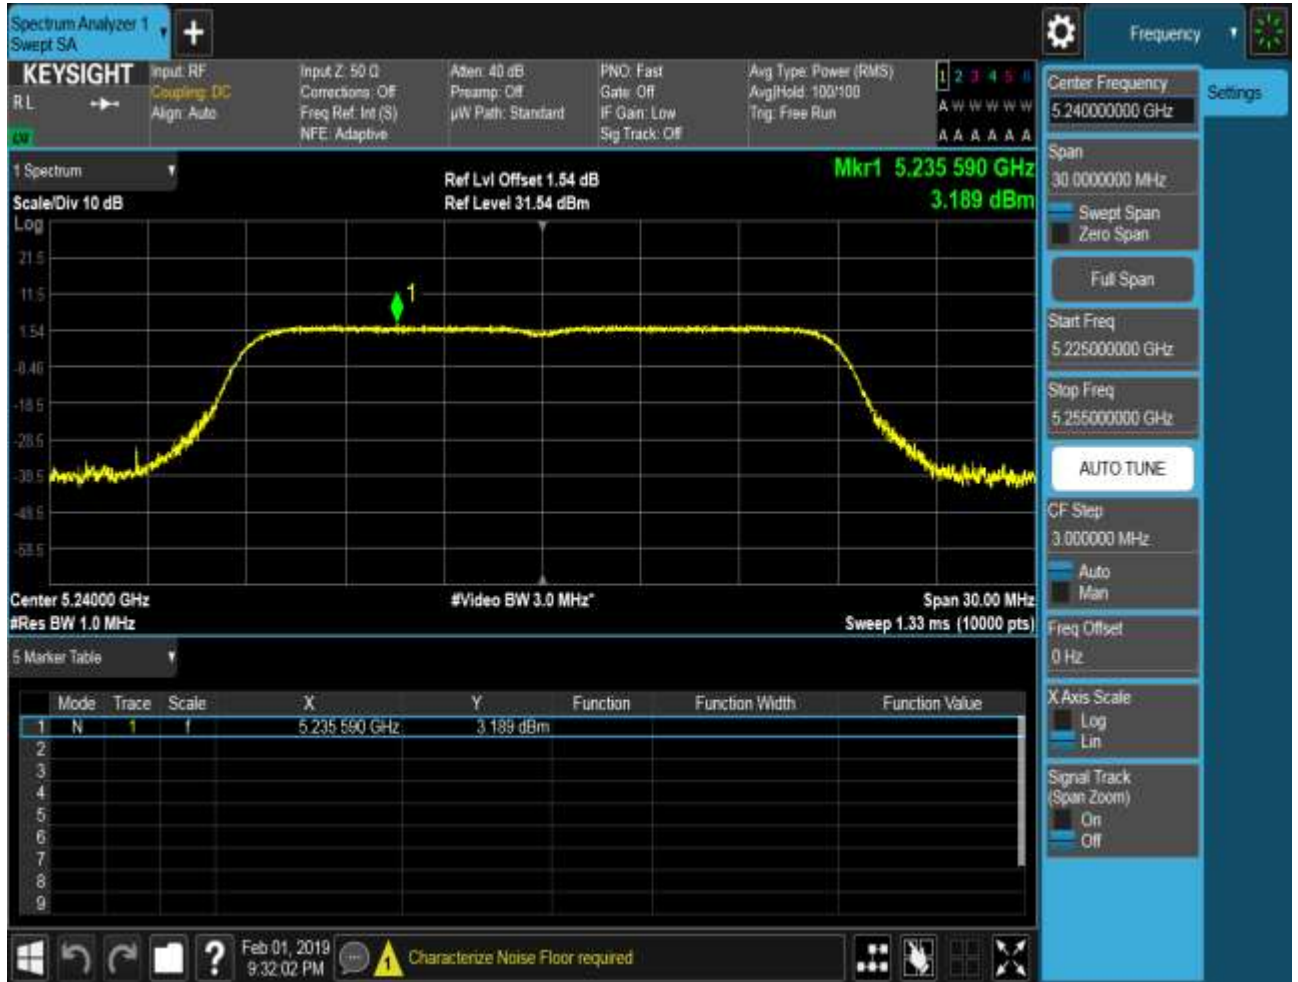 Spectrum Analyzer 1
Swept SA
+
Frequency
KEYSIGHT
R L
Input: RF
Coupling: DC
Align: Auto
Input Z: 50 Ω
Corrections: Off
Freq Ref: Int (S)
NFE: Adaptive
Atten: 40 dB
Preamp: Off
µW Path: Standard
PNO: Fast
Gate: Off
IF Gain: Low
Sig Track: Off
Avg Type: Power (RMS)
Avg|Hold: 100/100
Trig: Free Run
1 2 3 4 5 6
A W W W W W
A A A A A A
1 Spectrum
Scale/Div 10 dB
Ref Lvl Offset 1.54 dB
Ref Level 31.54 dBm
Mkr1 5.235 590 GHz
3.189 dBm
Log
21.5
11.5
1.54
-8.46
-18.5
-28.5
-38.5
-48.5
-58.5
1
Center 5.24000 GHz
#Res BW 1.0 MHz
#Video BW 3.0 MHz*
Span 30.00 MHz
Sweep 1.33 ms (10000 pts)
5 Marker Table
Mode Trace Scale X Y Function Function Width Function Value
1 N 1 f 5.235 590 GHz 3.189 dBm
2
3
4
5
6
7
8
9
Feb 01, 2019
9:32:02 PM
?
1
Characterize Noise Floor required
Settings
Center Frequency
5.240000000 GHz
Span
30.0000000 MHz
Swept Span
Zero Span
Full Span
Start Freq
5.225000000 GHz
Stop Freq
5.255000000 GHz
AUTO TUNE
CF Step
3.000000 MHz
Auto
Man
Freq Offset
0 Hz
X Axis Scale
Log
Lin
Signal Track
(Span Zoom)
On
Off